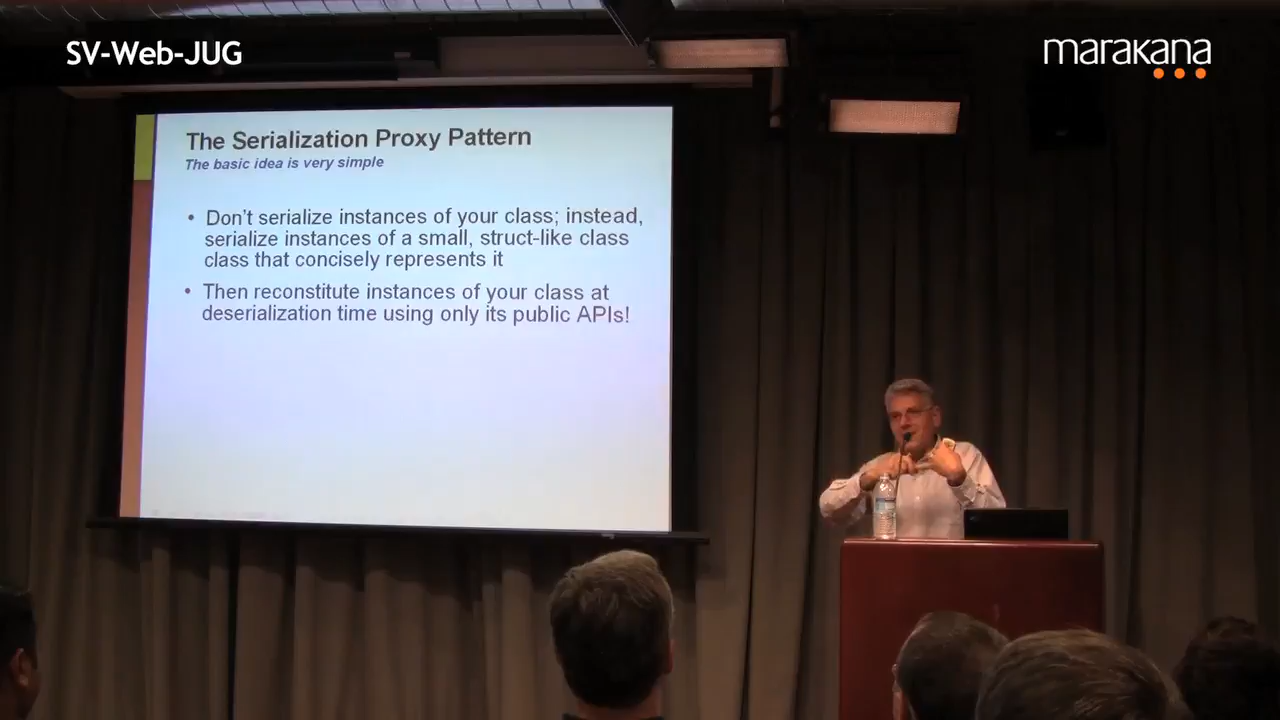 SV-Web-JUG
marakana
The Serialization Proxy Pattern
The basic idea is very simple
• Don't serialize instances of your class; instead,
serialize instances of a small, struct-like class
class that concisely represents it
• Then reconstitute instances of your class at
deserialization time using only its public APIs!